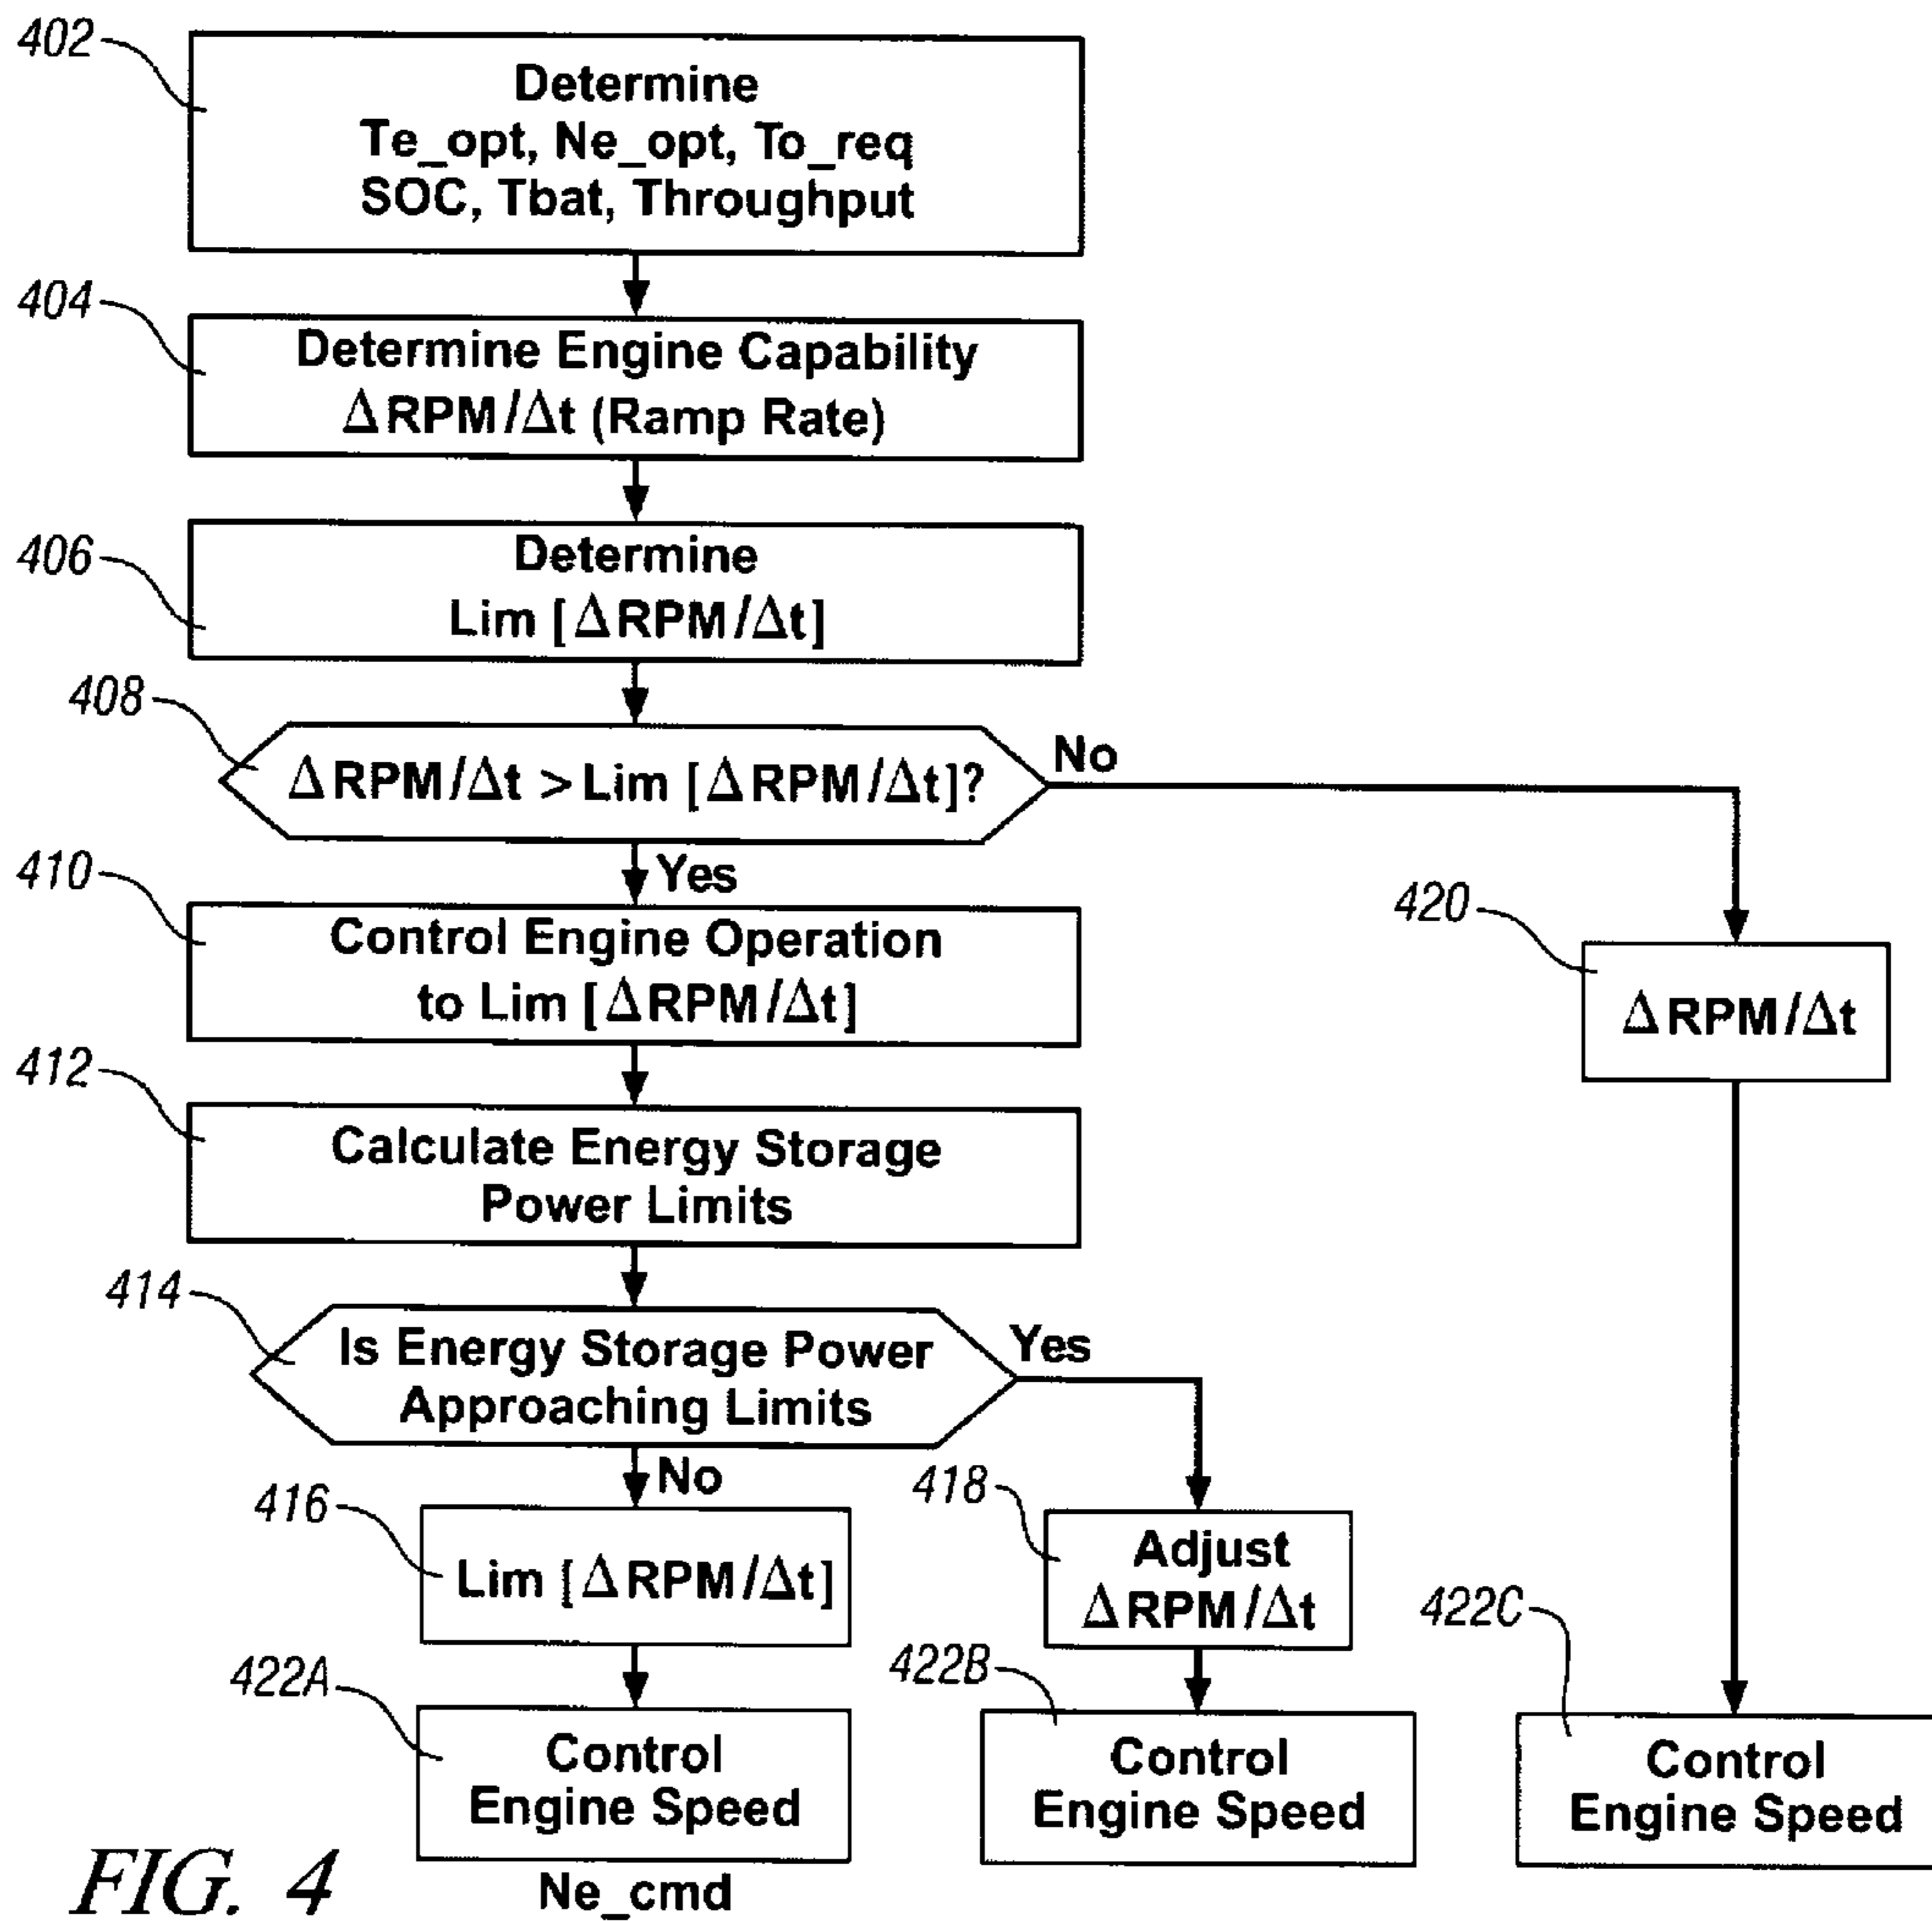 402
Determine
Te_opt, Ne_opt, To_req
SOC, Tbat, Throughput
404
Determine Engine Capability
ΔRPM/Δt (Ramp Rate)
406
Determine
Lim [ΔRPM/Δt]
408
ΔRPM/Δt > Lim [ΔRPM/Δt]?
No
Yes
410
Control Engine Operation
to Lim [ΔRPM/Δt]
420
ΔRPM/Δt
412
Calculate Energy Storage
Power Limits
414
Is Energy Storage Power
Approaching Limits
Yes
No
416
Lim [ΔRPM/Δt]
418
Adjust
ΔRPM/Δt
422A
Control
Engine Speed
Ne_cmd
422B
Control
Engine Speed
422C
Control
Engine Speed
FIG. 4